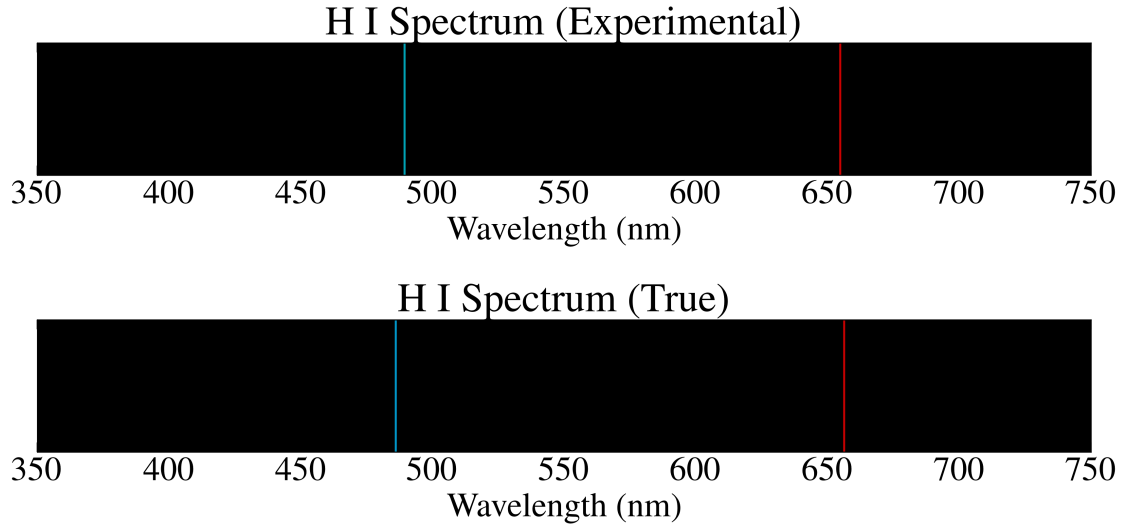 H I Spectrum (Experimental)
350 400 450 500 550 600 650 700 750
Wavelength (nm)
H I Spectrum (True)
350 400 450 500 550 600 650 700 750
Wavelength (nm)